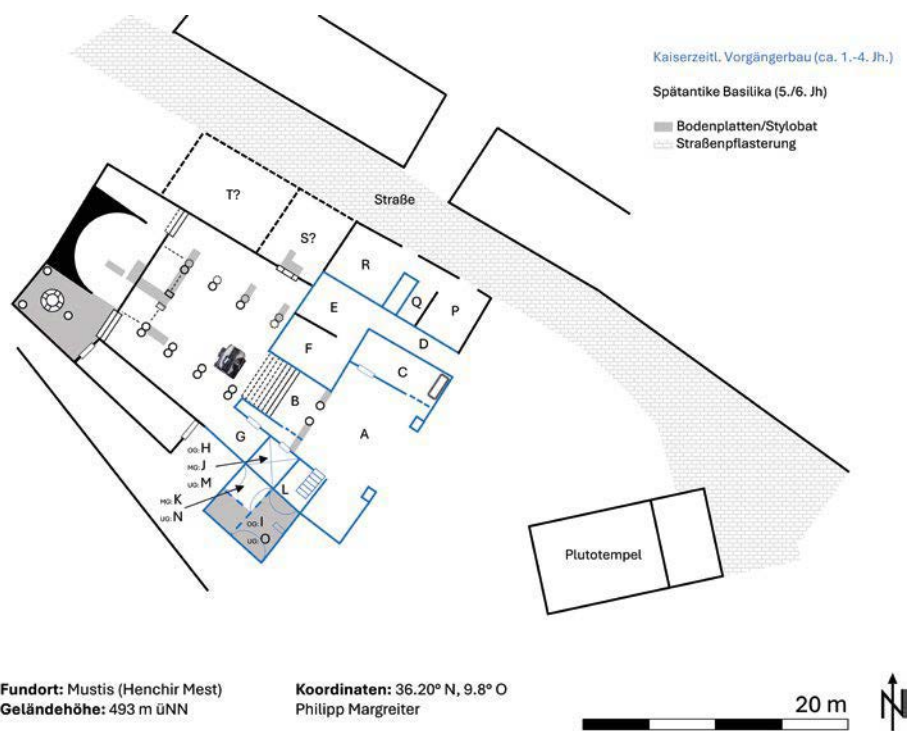 Kaiserzeitl. Vorgängerbau (ca. 1.-4. Jh.)
Spätantike Basilika (5./6. Jh)
Bodenplatten/Stylobat
Straßenpflasterung
Straße
T?
S?
R
E
Q
P
F
D
C
B
A
G
OG: H
MG: J
UG: M
MG: K
UG: N
L
OG: I
UG: O
Plutotempel
Fundort: Mustis (Henchir Mest)
Geländehöhe: 493 m üNN
Koordinaten: 36.20° N, 9.8° O
Philipp Margreiter
20 m
N